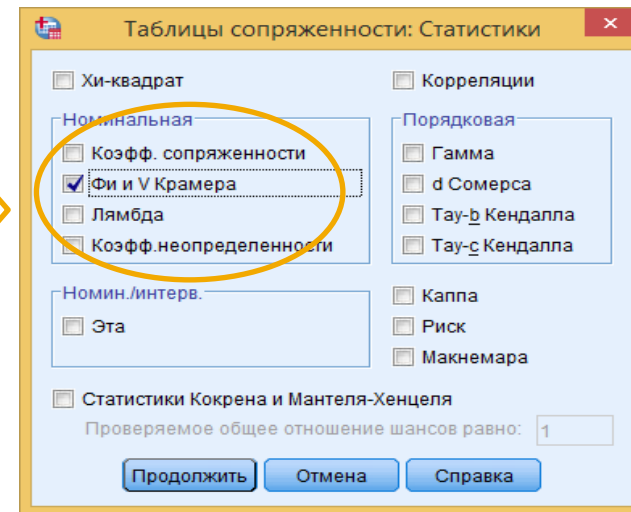 Таблицы сопряженности: Статистики
Хи-квадрат
Корреляции
Номинальная
Коэфф. сопряженности
Фи и V Крамера
Лямбда
Коэфф.неопределенности
Порядковая
Гамма
d Сомерса
Тау-b Кендалла
Тау-c Кендалла
Номин./интерв.
Эта
Каппа
Риск
Макнемара
Статистики Кокрена и Мантеля-Хенцеля
Проверяемое общее отношение шансов равно: 1
Продолжить Отмена Справка